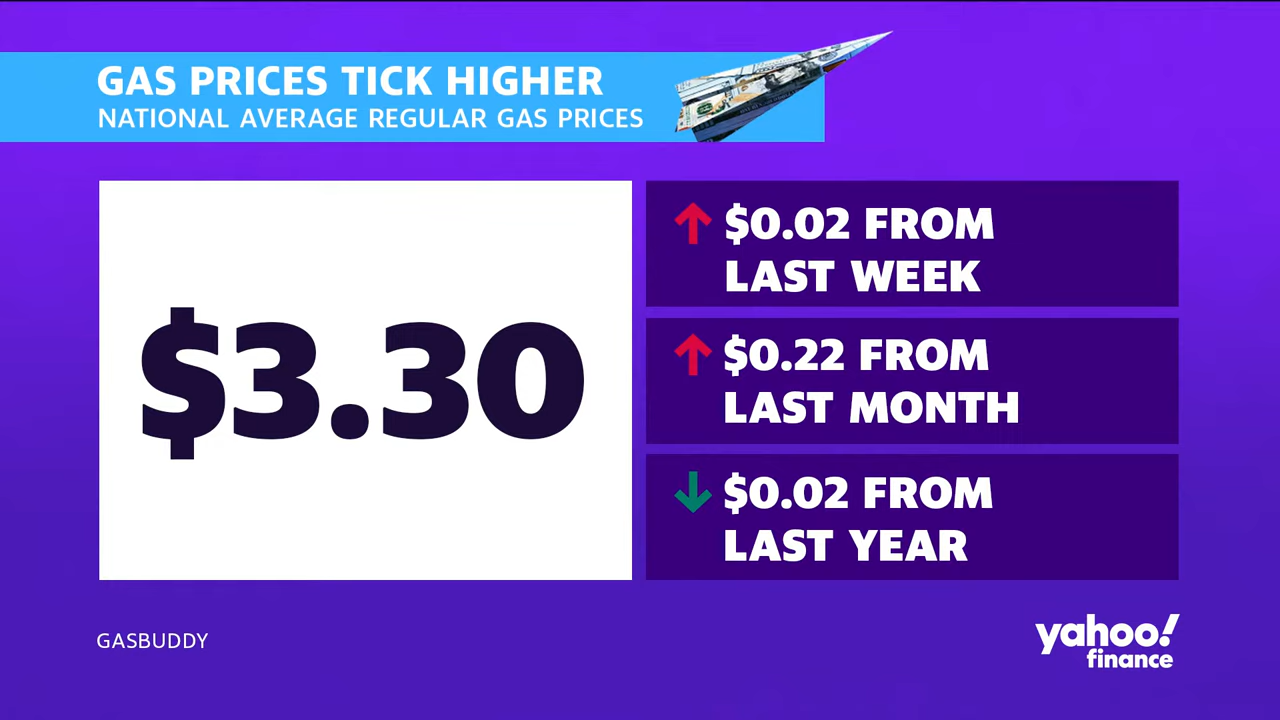 GAS PRICES TICK HIGHER
NATIONAL AVERAGE REGULAR GAS PRICES
$3.30
$0.02 FROM
LAST WEEK
$0.22 FROM
LAST MONTH
$0.02 FROM
LAST YEAR
GASBUDDY
yahoo!
finance